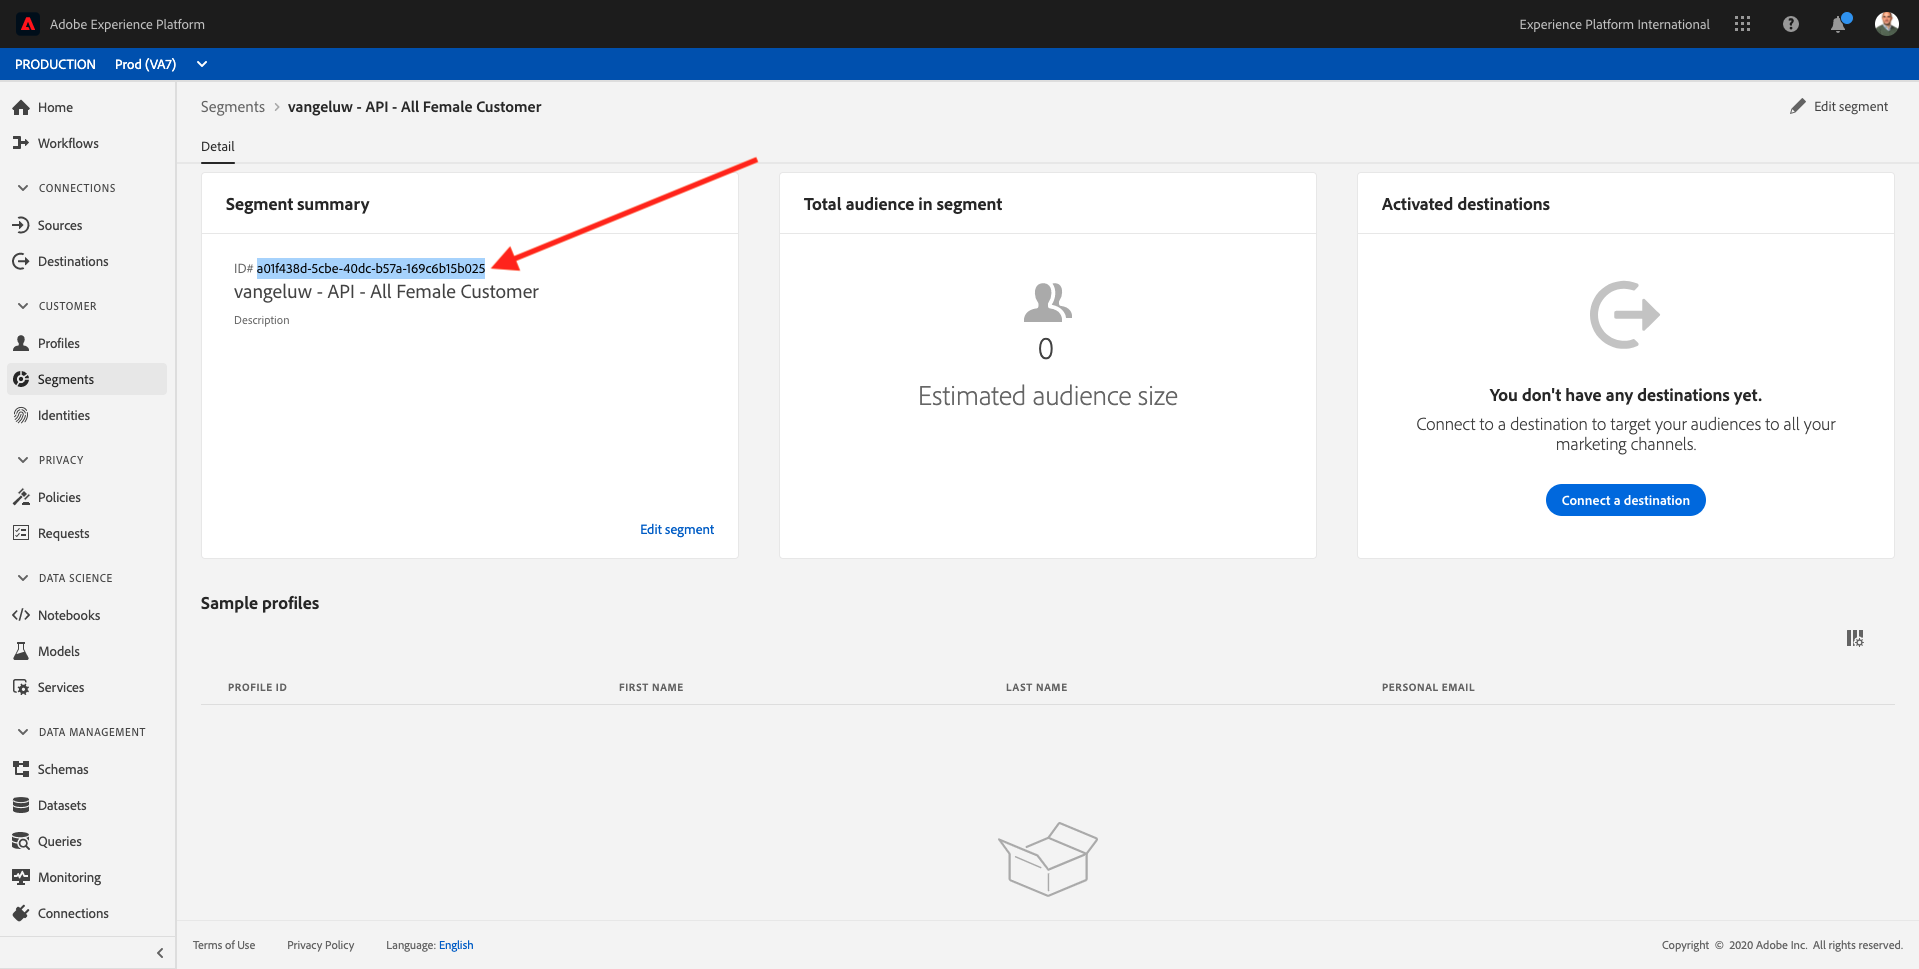 Adobe Experience Platform
Experience Platform International
PRODUCTION Prod (VA7)
Home
Workflows
CONNECTIONS
Sources
Destinations
CUSTOMER
Profiles
Segments
Identities
PRIVACY
Policies
Requests
DATA SCIENCE
Notebooks
Models
Services
DATA MANAGEMENT
Schemas
Datasets
Queries
Monitoring
Connections
Segments > vangeluw - API - All Female Customer
Edit segment
Detail
Segment summary
ID# a01f438d-5cbe-40dc-b57a-169c6b15b025
vangeluw - API - All Female Customer
Description
Edit segment
Total audience in segment
0
Estimated audience size
Activated destinations
You don't have any destinations yet.
Connect to a destination to target your audiences to all your
marketing channels.
Connect a destination
Sample profiles
PROFILE ID FIRST NAME LAST NAME PERSONAL EMAIL
Terms of Use Privacy Policy Language: English
Copyright © 2020 Adobe Inc. All rights reserved.